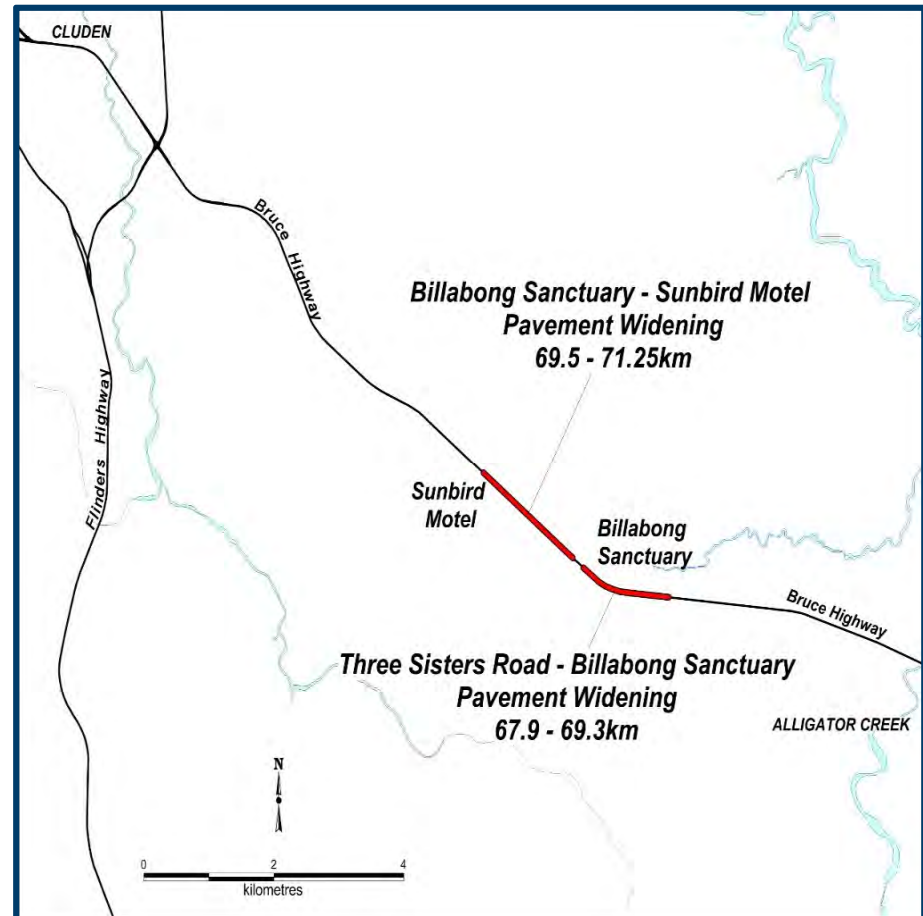 CLUDEN
Bruce Highway
Billabong Sanctuary - Sunbird Motel
Pavement Widening
69.5 - 71.25km
Flinders Highway
Sunbird
Motel
Billabong
Sanctuary
Bruce Highway
Three Sisters Road - Billabong Sanctuary
Pavement Widening
67.9 - 69.3km
ALLIGATOR CREEK
N
0 2 4
kilometres